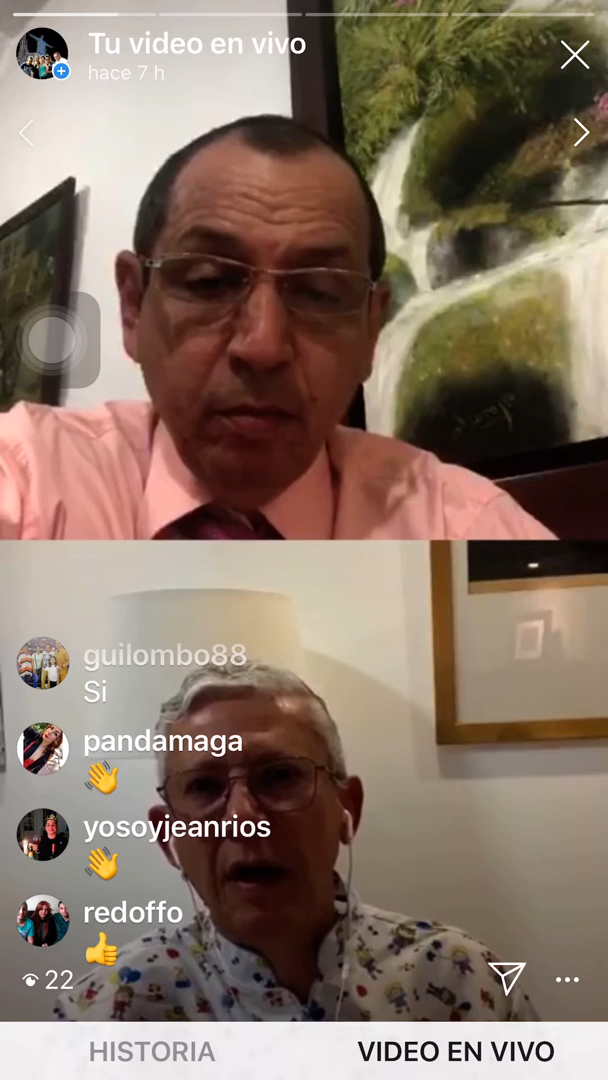 Tu video en vivo
hace 7 h
guilombo88
Si
pandamaga
👋
yosoyjeanrios
👋
redoffo
👍
22
HISTORIA
VIDEO EN VIVO